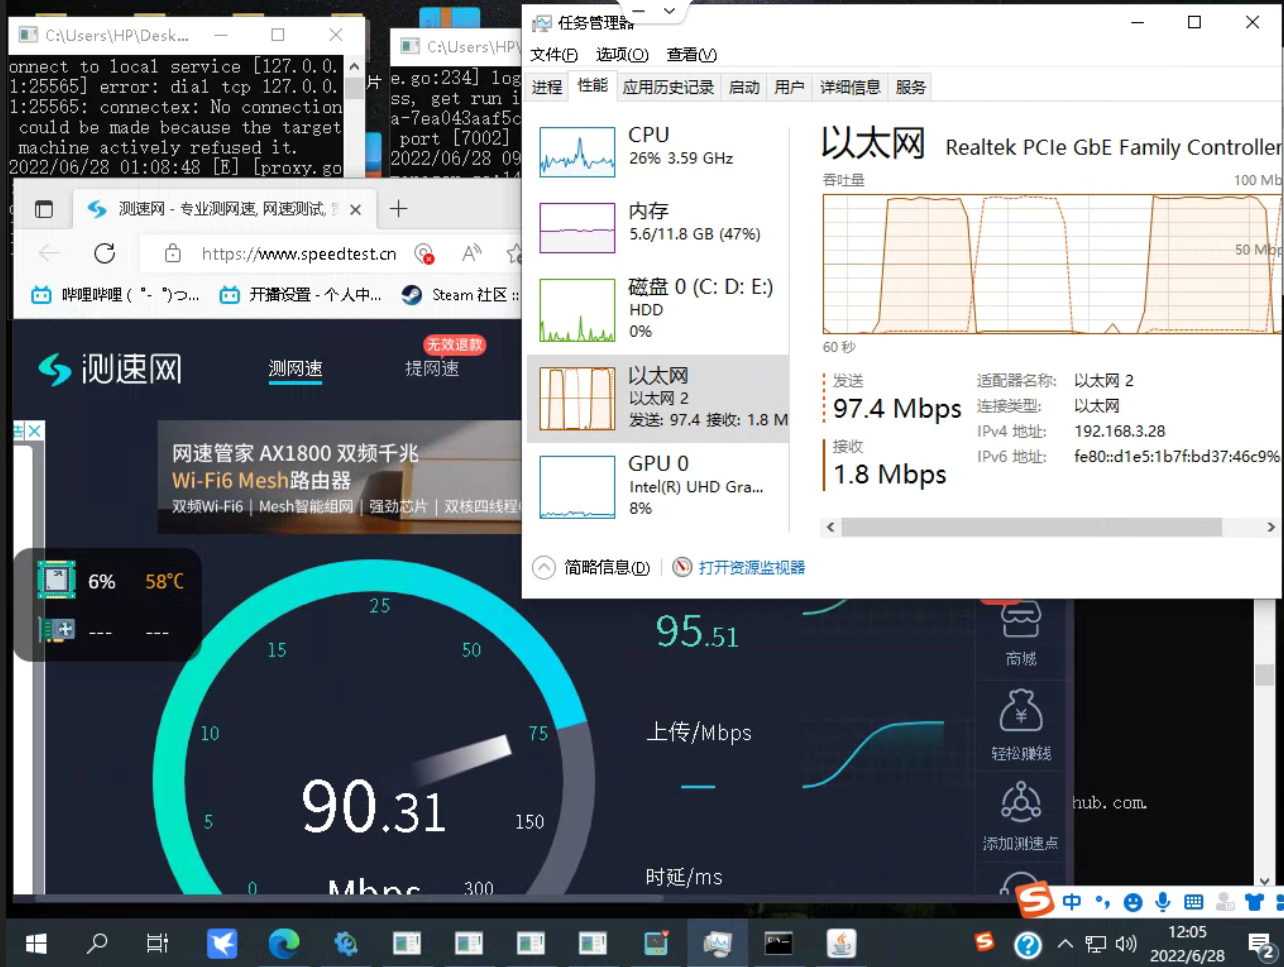 C:\Users\HP\Desk...
onnect to local service [127.0.0.
1:25565] error: dial tcp 127.0.0.
1:25565: connectex: No connection
could be made because the target
machine actively refused it.
2022/06/28 01:08:48 [E] [proxy.go
C:\Users\HP\
e.go:234] log
ss, get run i
a-7ea043aaf5c
port [7002]
2022/06/28 09
片
任务管理器
文件(F) 选项(O) 查看(V)
进程 性能 应用历史记录 启动 用户 详细信息 服务
CPU
26% 3.59 GHz
内存
5.6/11.8 GB (47%)
磁盘 0 (C: D: E:)
HDD
0%
以太网
以太网 2
发送: 97.4 接收: 1.8 M
GPU 0
Intel(R) UHD Gra...
8%
以太网 Realtek PCIe GbE Family Controller
吞吐量 100 Mb
50 Mbp
60 秒
发送
97.4 Mbps
接收
1.8 Mbps
适配器名称: 以太网 2
连接类型: 以太网
IPv4 地址: 192.168.3.28
IPv6 地址: fe80::d1e5:1b7f:bd37:46c9%
简略信息(D) 打开资源监视器
测速网 - 专业测网速, 网速测试,
https://www.speedtest.cn
哔哩哔哩 ( ゜- ゜)つ... 开播设置 - 个人中... Steam 社区 ::
测速网 测网速 提网速
无效退款
网速管家 AX1800 双频千兆
Wi-Fi6 Mesh路由器
双频Wi-Fi6 | Mesh智能组网 | 强劲芯片 | 双核四线程
6% 58℃
--- ---
0
5
10
15
25
50
75
150
300
90.31
Mbps
95.51
上传/Mbps
时延/ms
商城
轻松赚钱
添加测速点
hub.com.
中
12:05
2022/6/28
2